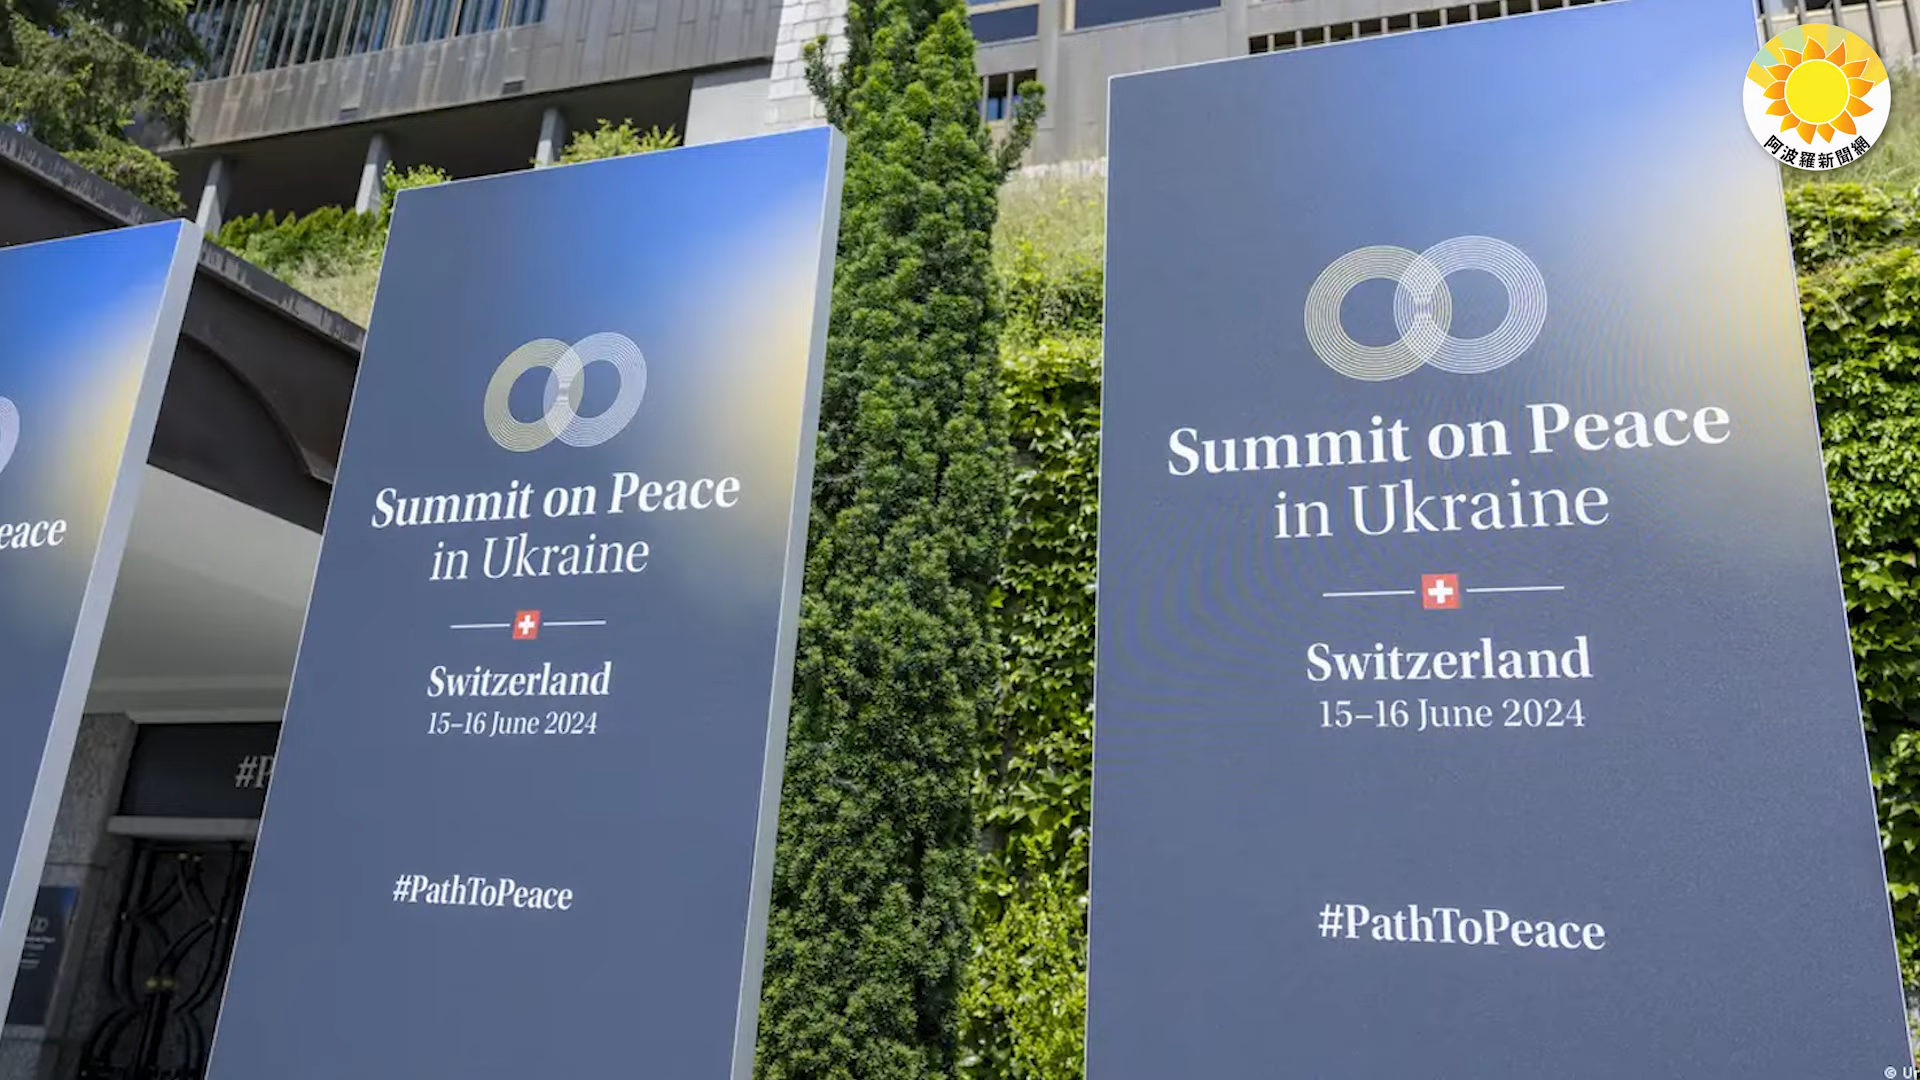 阿波羅新聞網
eace
#P
Summit on Peace
in Ukraine
Switzerland
15–16 June 2024
#PathToPeace
Summit on Peace
in Ukraine
Switzerland
15–16 June 2024
#PathToPeace
© Ur